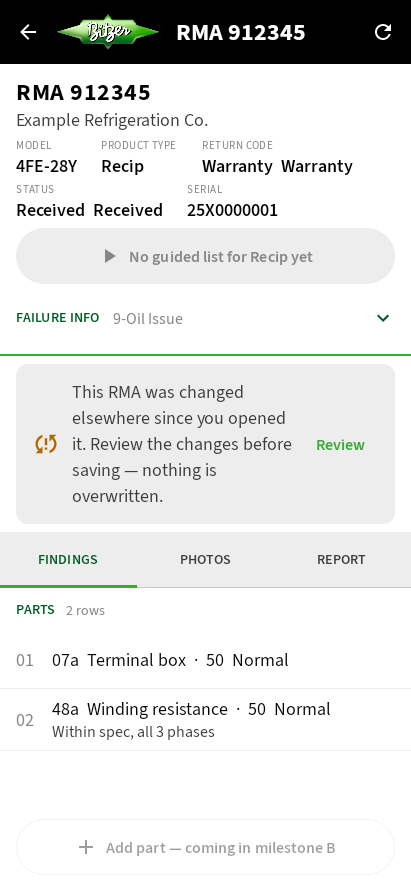 Bitzer
RMA 912345
RMA 912345
Example Refrigeration Co.
MODEL PRODUCT TYPE RETURN CODE
4FE-28Y Recip Warranty Warranty
STATUS SERIAL
Received Received 25X0000001
No guided list for Recip yet
FAILURE INFO 9-Oil Issue
This RMA was changed
elsewhere since you opened
it. Review the changes before
saving — nothing is
overwritten.
Review
FINDINGS PHOTOS REPORT
PARTS 2 rows
01 07a Terminal box · 50 Normal
02 48a Winding resistance · 50 Normal
Within spec, all 3 phases
Add part — coming in milestone B